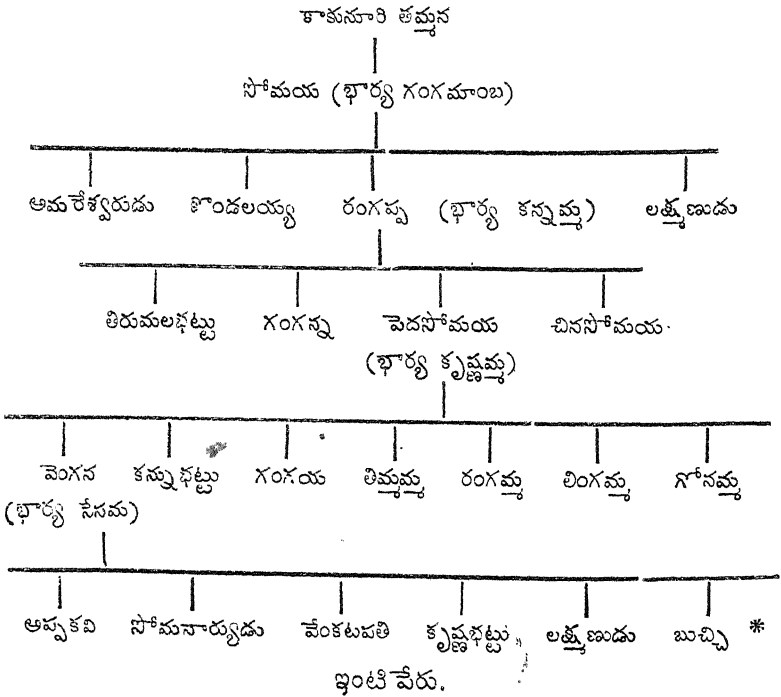 కాకునూరి తమ్మన
సోమయ (భార్య గంగమాంబ)
అమరేశ్వరుడు కొండలయ్య రంగప్ప (భార్య కన్నమ్మ) లక్ష్మణుడు
తిరుమలభట్టు గంగన్న పెదసోమయ చినసోమయ
(భార్య కృష్ణమ్మ)
వెంగన కన్నుభట్టు గంగయ తిమ్మమ్మ రంగమ్మ లింగమ్మ గోనమ్మ
(భార్య సేసమ)
అప్పకవి సోమనార్యుడు వేంకటపతి కృష్ణభట్టు లక్ష్మణుడు బుచ్చి *
ఇంటి పేరు.